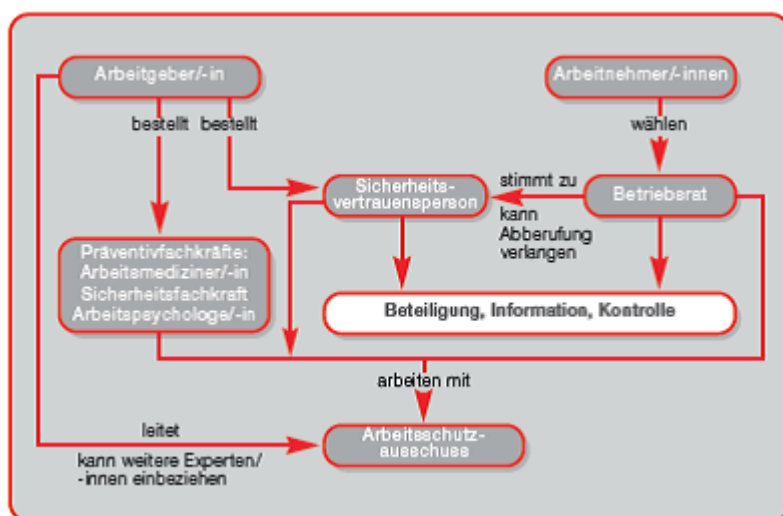 Arbeitgeber/-in
Arbeitnehmer/-innen
bestellt
bestellt
wählen
Sicherheits-
vertrauensperson
stimmt zu
kann
Abberufung
verlangen
Betriebsrat
Präventivfachkräfte:
Arbeitsmediziner/-in
Sicherheitsfachkraft
Arbeitspsychologe/-in
Beteiligung, Information, Kontrolle
arbeiten mit
leitet
kann weitere Experten/
-innen einbeziehen
Arbeitsschutz-
ausschuss